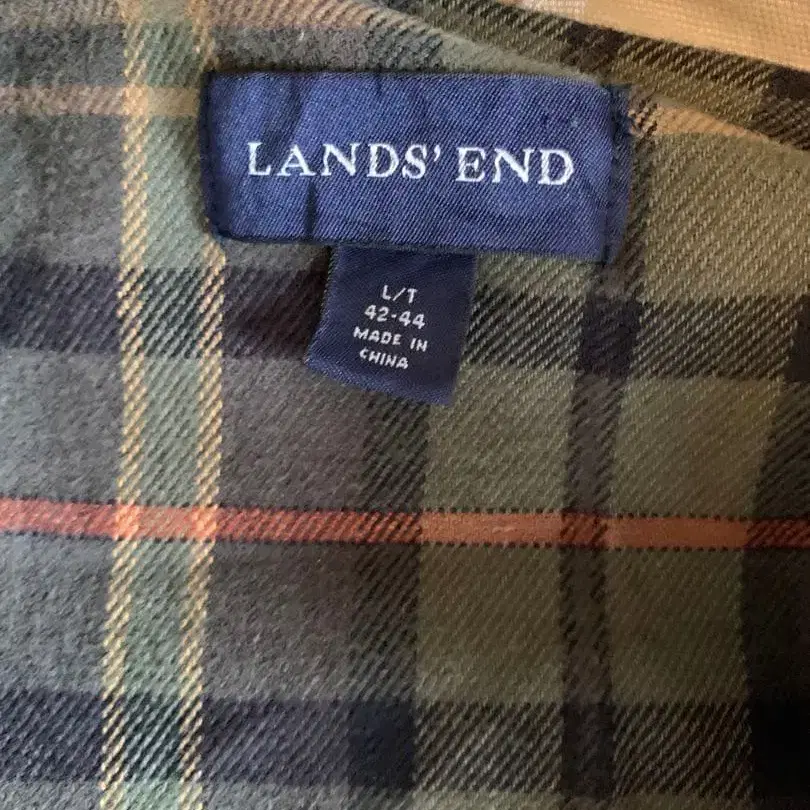 LANDS' END
L/T
42-44
MADE IN
CHINA